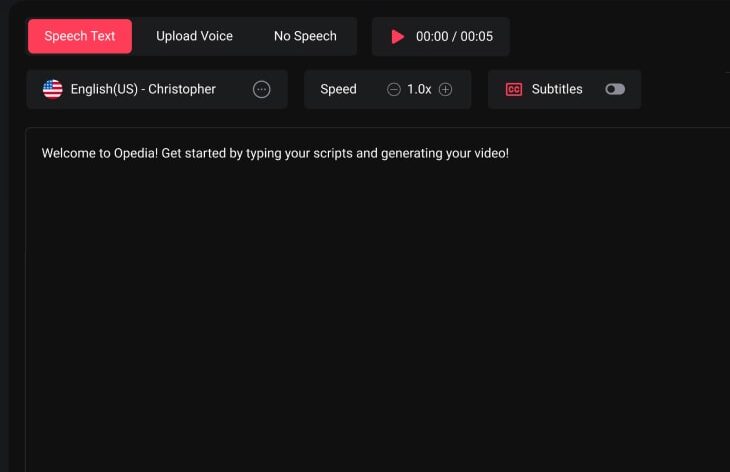 Speech Text Upload Voice No Speech 00:00 / 00:05
English(US) - Christopher Speed 1.0x CC Subtitles
Welcome to Opedia! Get started by typing your scripts and generating your video!